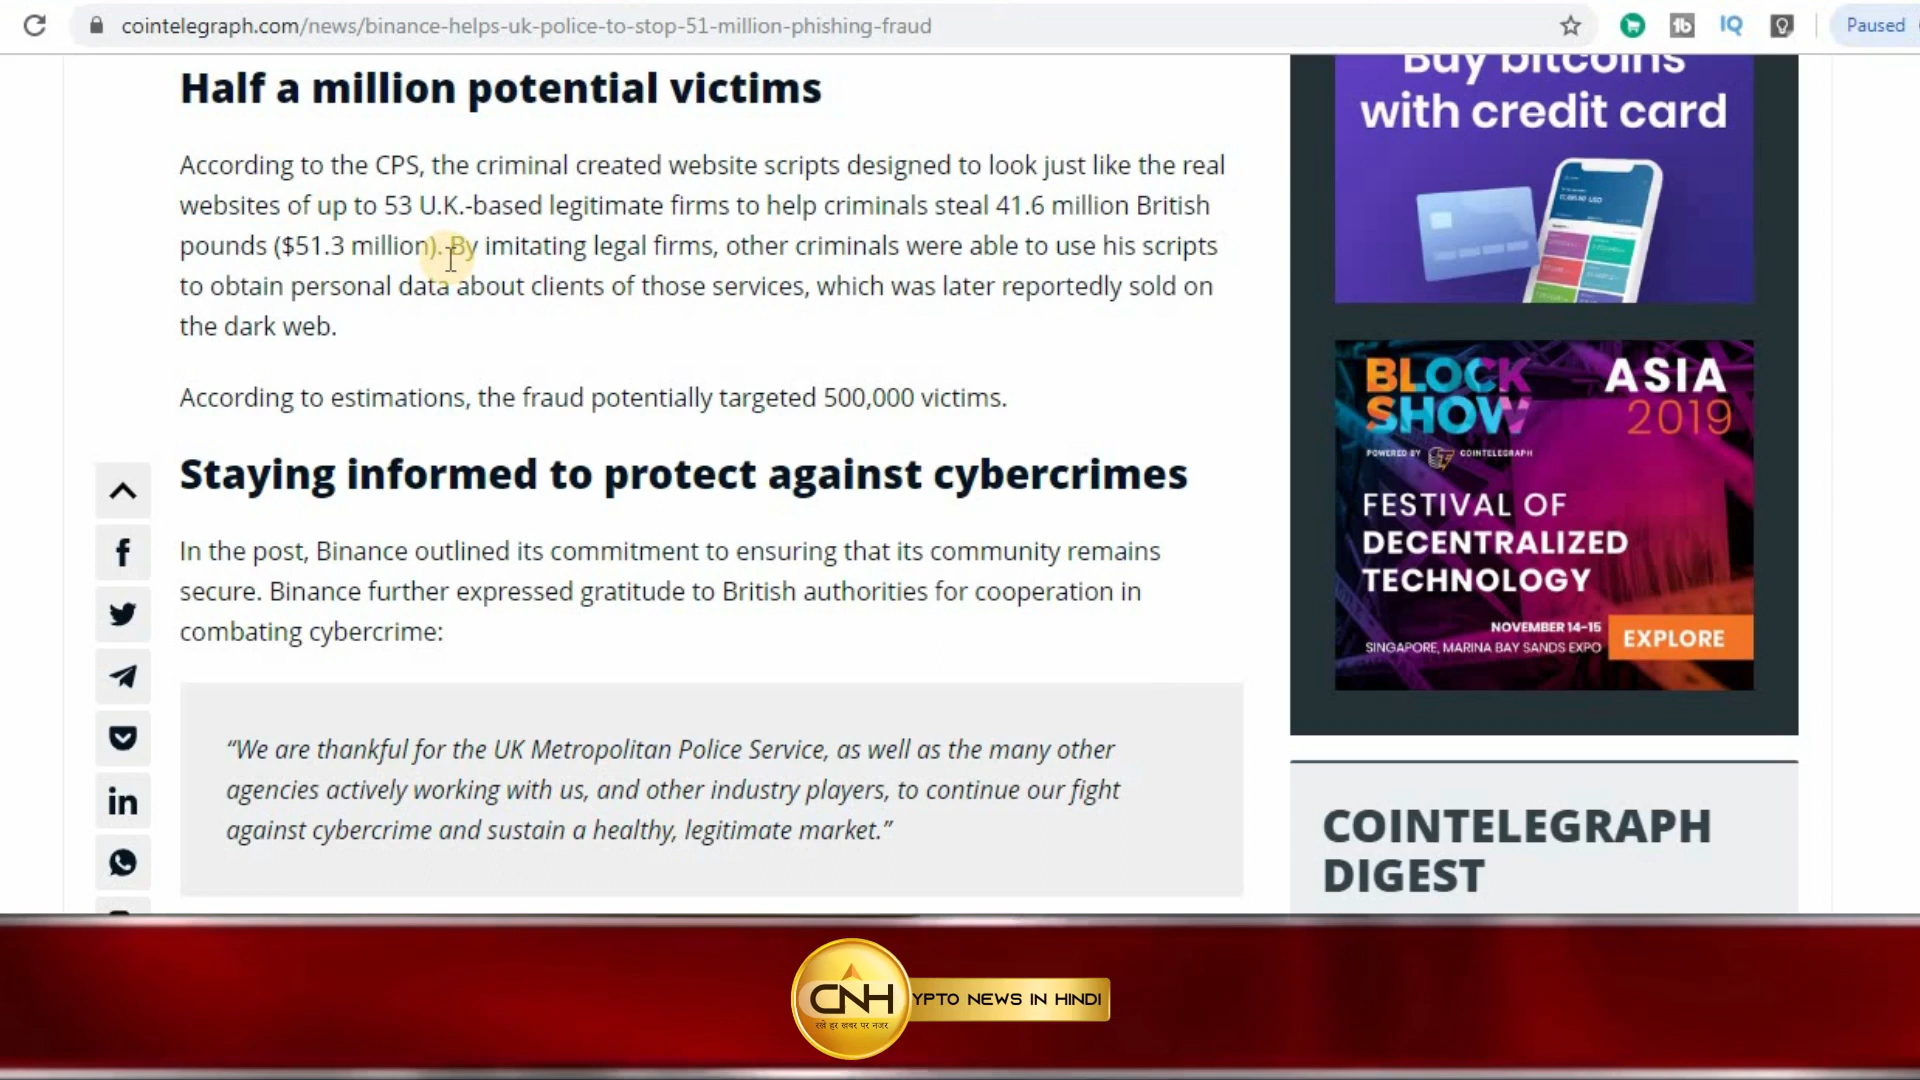 cointelegraph.com/news/binance-helps-uk-police-to-stop-51-million-phishing-fraud
IQ
Paused
Half a million potential victims
According to the CPS, the criminal created website scripts designed to look just like the real
websites of up to 53 U.K.-based legitimate firms to help criminals steal 41.6 million British
pounds ($51.3 million). By imitating legal firms, other criminals were able to use his scripts
to obtain personal data about clients of those services, which was later reportedly sold on
the dark web.
According to estimations, the fraud potentially targeted 500,000 victims.
Staying informed to protect against cybercrimes
In the post, Binance outlined its commitment to ensuring that its community remains
secure. Binance further expressed gratitude to British authorities for cooperation in
combating cybercrime:
“We are thankful for the UK Metropolitan Police Service, as well as the many other
agencies actively working with us, and other industry players, to continue our fight
against cybercrime and sustain a healthy, legitimate market.”
Buy bitcoins
with credit card
BLOCK
SHOW
ASIA
2019
POWERED BY COINTELEGRAPH
FESTIVAL OF
DECENTRALIZED
TECHNOLOGY
NOVEMBER 14-15
SINGAPORE, MARINA BAY SANDS EXPO
EXPLORE
COINTELEGRAPH
DIGEST
CNH
YPTO NEWS IN HINDI
रखे हर खबर पर नजर